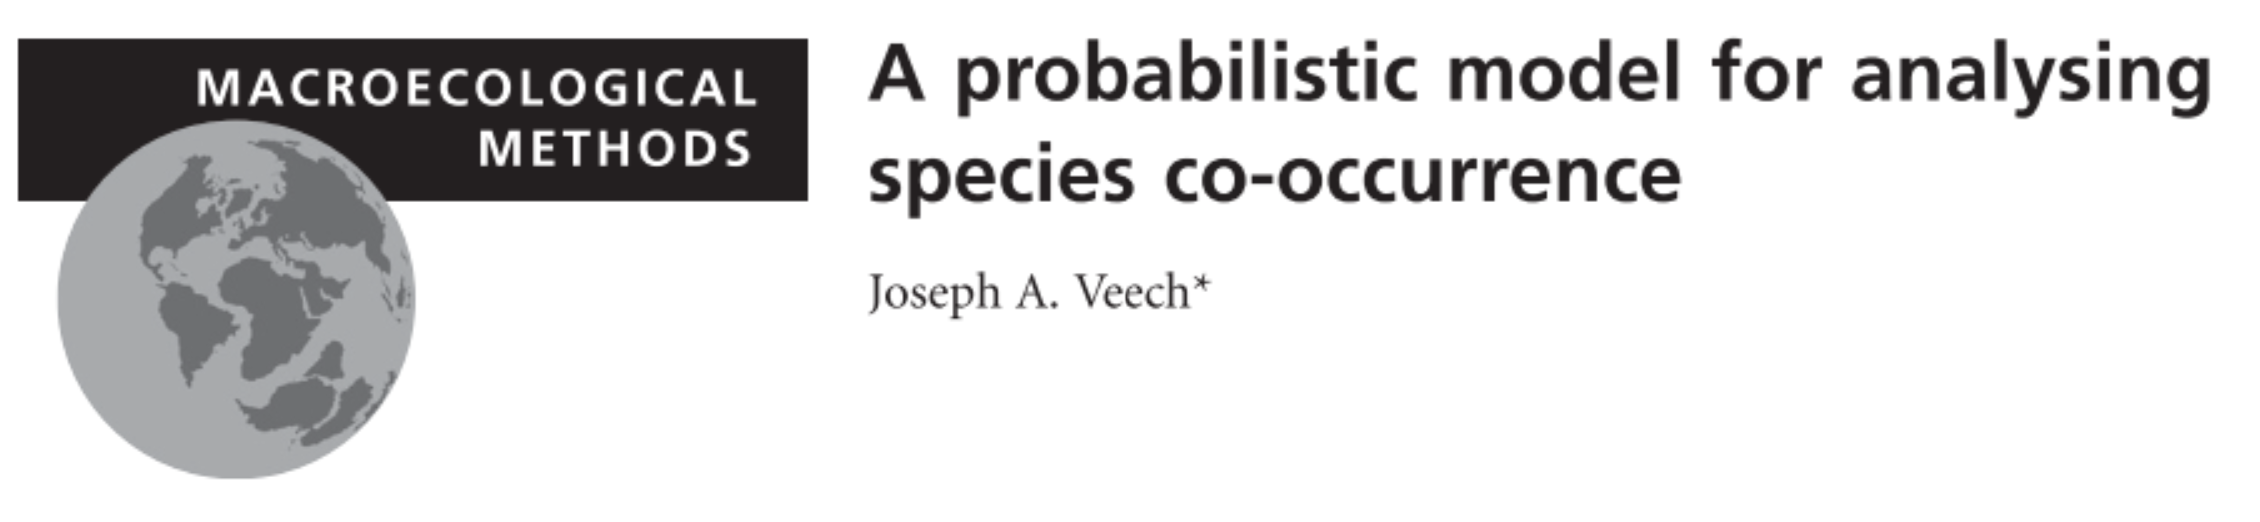 MACROECOLOGICAL
METHODS
A probabilistic model for analysing
species co-occurrence
Joseph A. Veech*